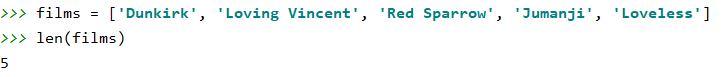 >>> films = ['Dunkirk', 'Loving Vincent', 'Red Sparrow', 'Jumanji', 'Loveless']
>>> len(films)
5